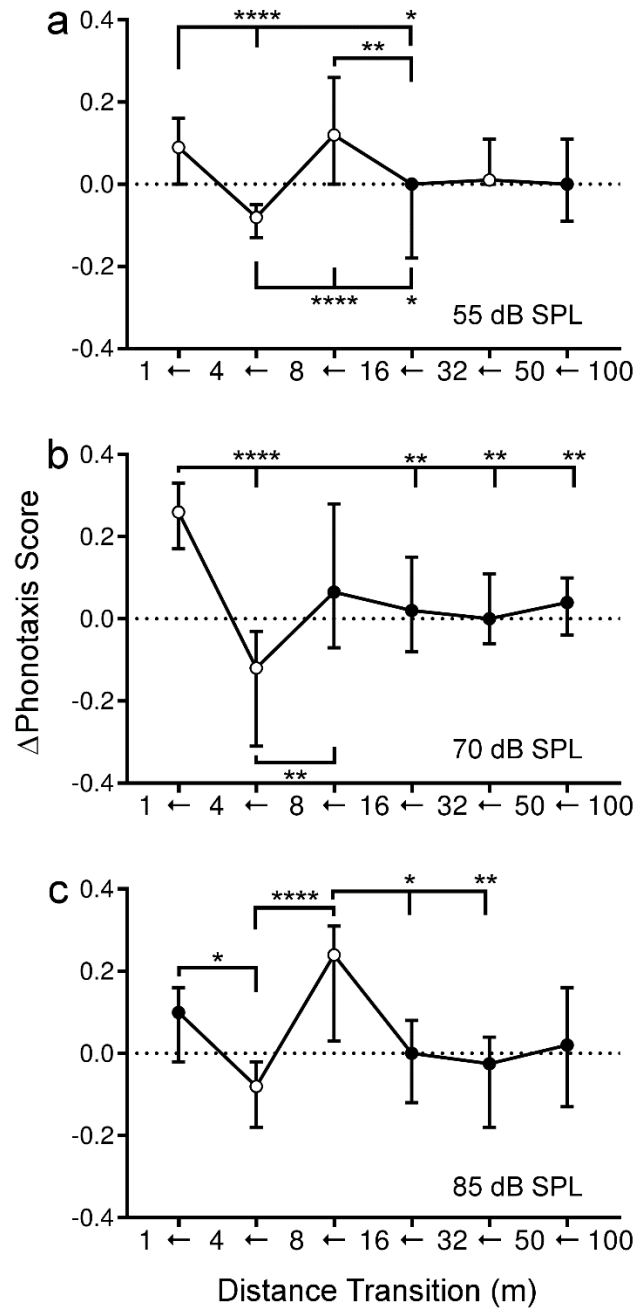 a
0.4
0.2
0.0
-0.2
-0.4
**** *
**
**** *
55 dB SPL
1 ← 4 ← 8 ← 16 ← 32 ← 50 ← 100
b
0.4
0.2
0.0
-0.2
-0.4
**** ** ** **
**
70 dB SPL
1 ← 4 ← 8 ← 16 ← 32 ← 50 ← 100
ΔPhonotaxis Score
c
0.4
0.2
0.0
-0.2
-0.4
* **** * **
85 dB SPL
1 ← 4 ← 8 ← 16 ← 32 ← 50 ← 100
Distance Transition (m)